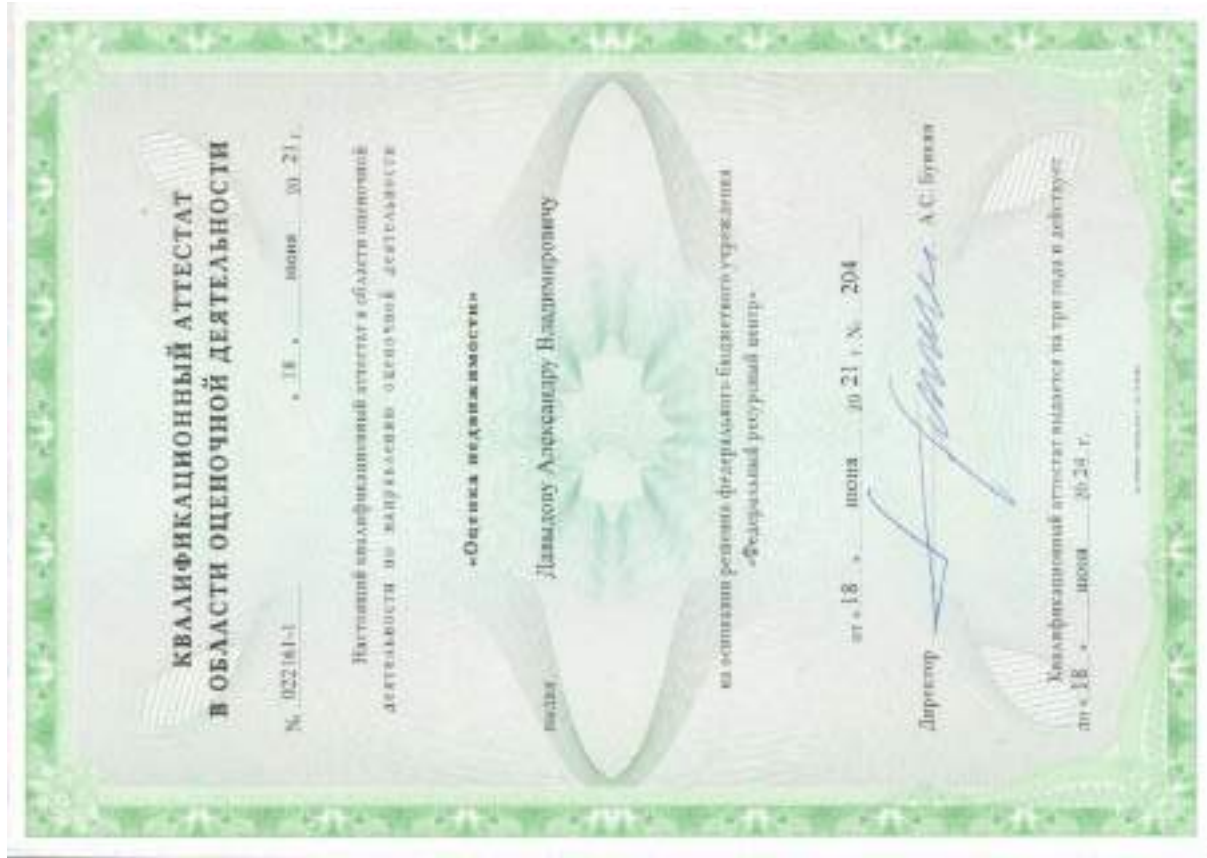 КВАЛИФИКАЦИОННЫЙ АТТЕСТАТ
В ОБЛАСТИ ОЦЕНОЧНОЙ ДЕЯТЕЛЬНОСТИ
№ 022161-1 « 18 » июня 20 21 г.
Настоящий квалификационный аттестат в области оценочной
деятельности по направлению оценочной деятельности
«Оценка недвижимости»
выдан Давыдову Александру Владимировичу
на основании решения федерального бюджетного учреждения
«Федеральный ресурсный центр»
от « 18 » июня 20 21 г. № 204
Директор А.С. Бункин
Квалификационный аттестат выдается на три года и действует
до « 18 » июня 20 24 г.